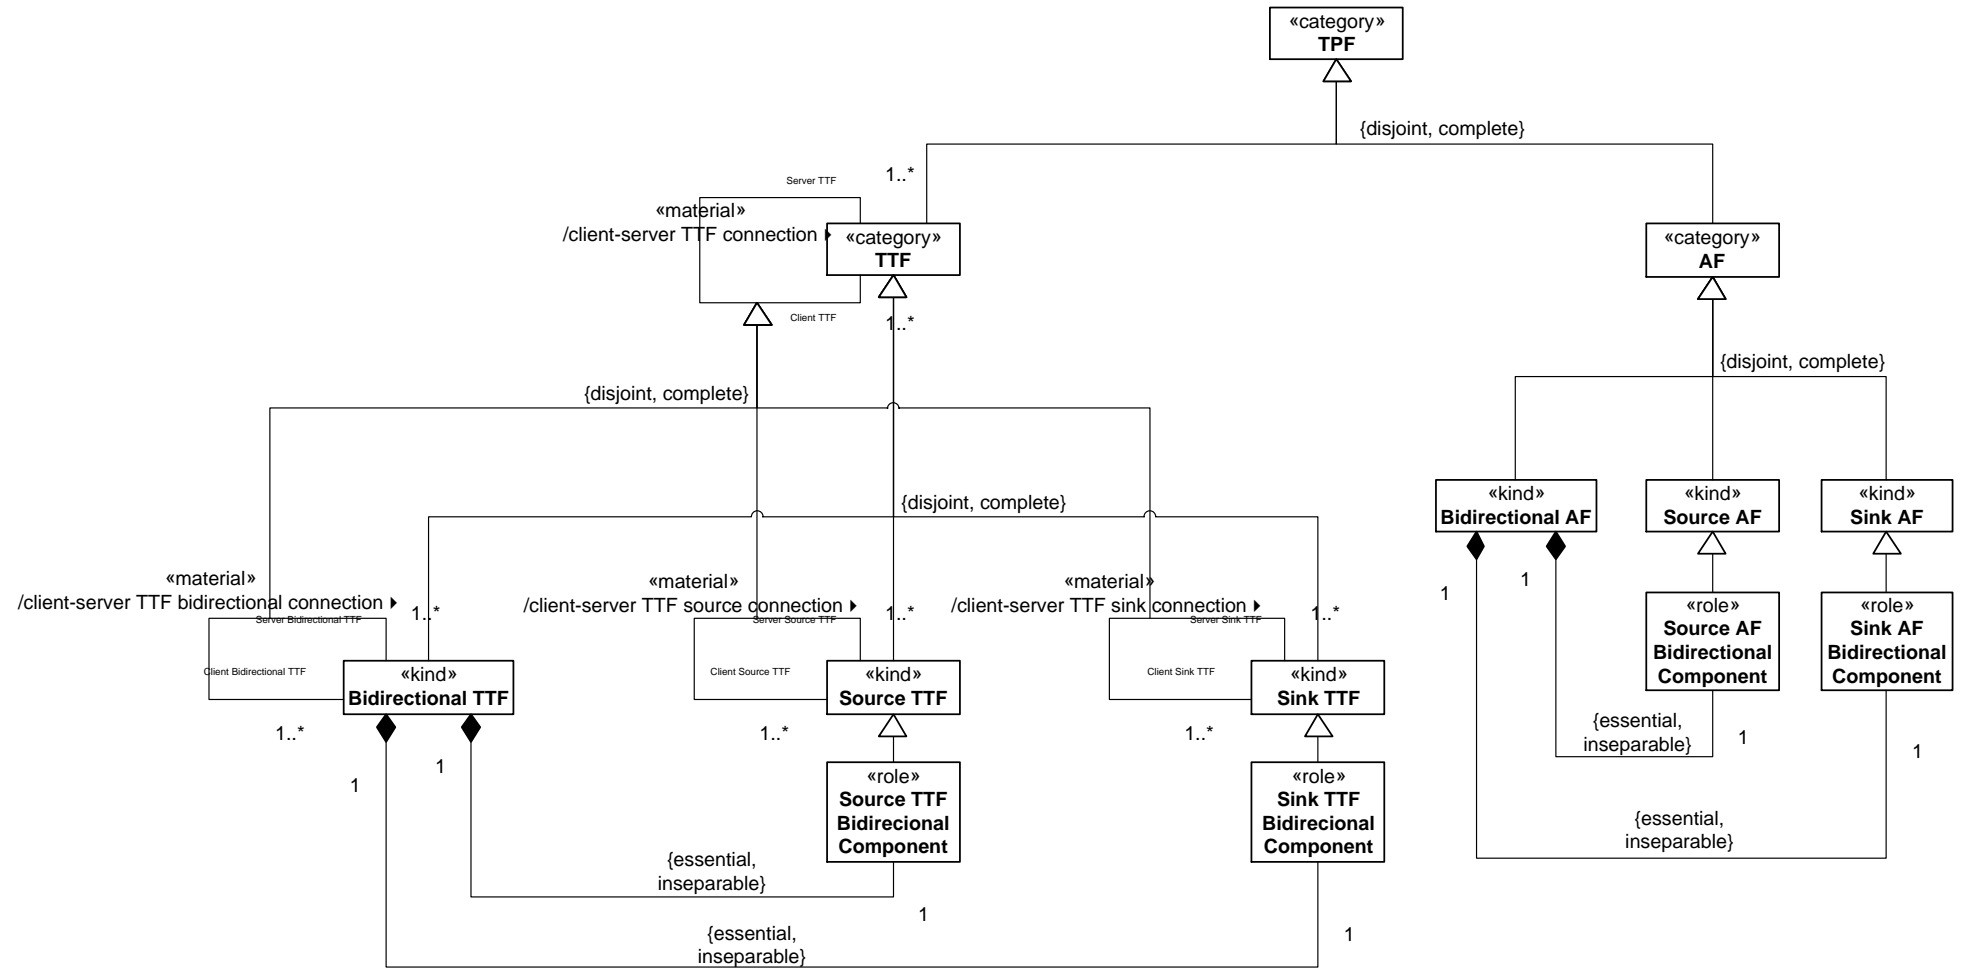 «category»
TPF
{disjoint, complete}
1..*
Server TTF
«material»
/client-server TTF connection
«category»
TTF
«category»
AF
Client TTF
1..*
{disjoint, complete}
{disjoint, complete}
{disjoint, complete}
«kind»
Bidirectional AF
«kind»
Source AF
«kind»
Sink AF
«material»
/client-server TTF bidirectional connection
1..*
Server Bidirectional TTF
Client Bidirectional TTF
«kind»
Bidirectional TTF
1..*
«material»
/client-server TTF source connection
1..*
Server Source TTF
Client Source TTF
«kind»
Source TTF
1..*
«material»
/client-server TTF sink connection
1..*
Server Sink TTF
Client Sink TTF
«kind»
Sink TTF
1..*
1
1
«role»
Source AF
Bidirectional
Component
«role»
Sink AF
Bidirectional
Component
{essential,
inseparable}
1
1
{essential,
inseparable}
1
1
«role»
Source TTF
Bidirecional
Component
«role»
Sink TTF
Bidirecional
Component
{essential,
inseparable}
1
{essential,
inseparable}
1